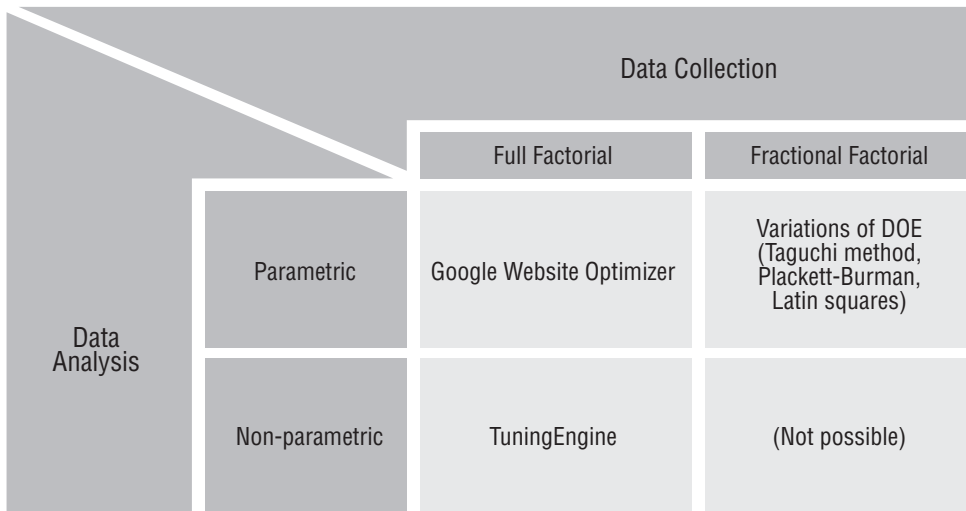 Data Collection
Full Factorial
Fractional Factorial
Data
Analysis
Parametric
Google Website Optimizer
Variations of DOE
(Taguchi method,
Plackett-Burman,
Latin squares)
Non-parametric
TuningEngine
(Not possible)